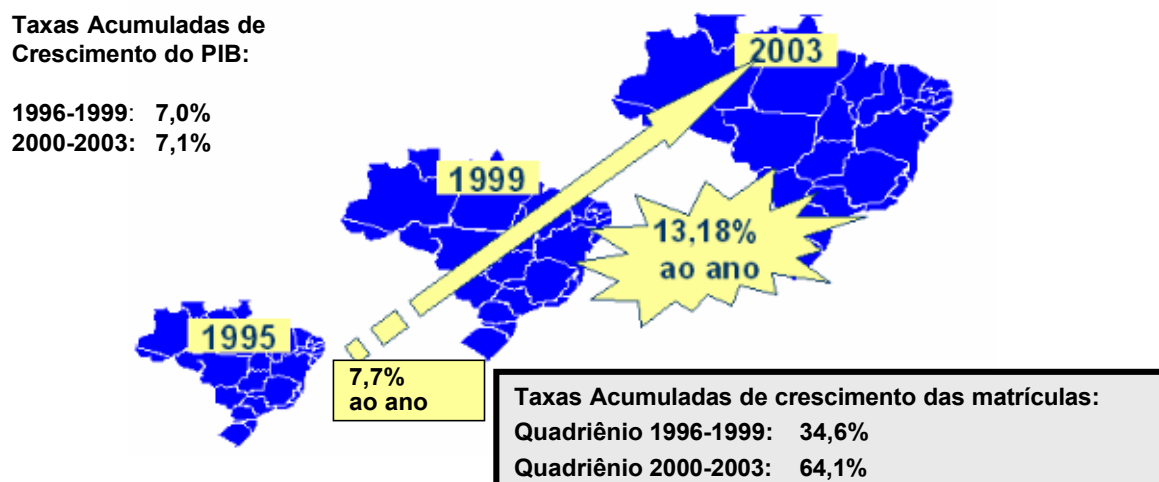 Taxas Acumuladas de
Crescimento do PIB:
1996-1999: 7,0%
2000-2003: 7,1%
2003
1999
13,18%
ao ano
1995
7,7%
ao ano
Taxas Acumuladas de crescimento das matrículas:
Quadriênio 1996-1999: 34,6%
Quadriênio 2000-2003: 64,1%